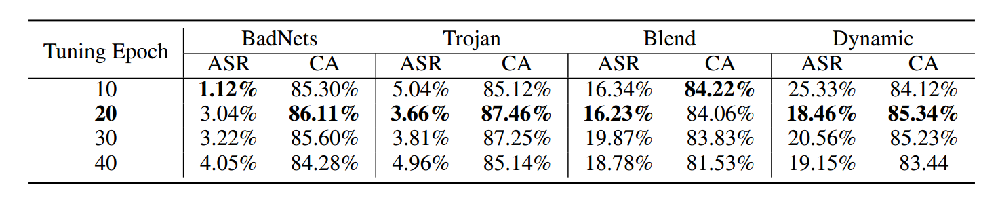 Tuning Epoch BadNets Trojan Blend Dynamic
ASR CA ASR CA ASR CA ASR CA
10 1.12% 85.30% 5.04% 85.12% 16.34% 84.22% 25.33% 84.12%
20 3.04% 86.11% 3.66% 87.46% 16.23% 84.06% 18.46% 85.34%
30 3.22% 85.60% 3.81% 87.25% 19.87% 83.83% 20.56% 85.23%
40 4.05% 84.28% 4.96% 85.14% 18.78% 81.53% 19.15% 83.44